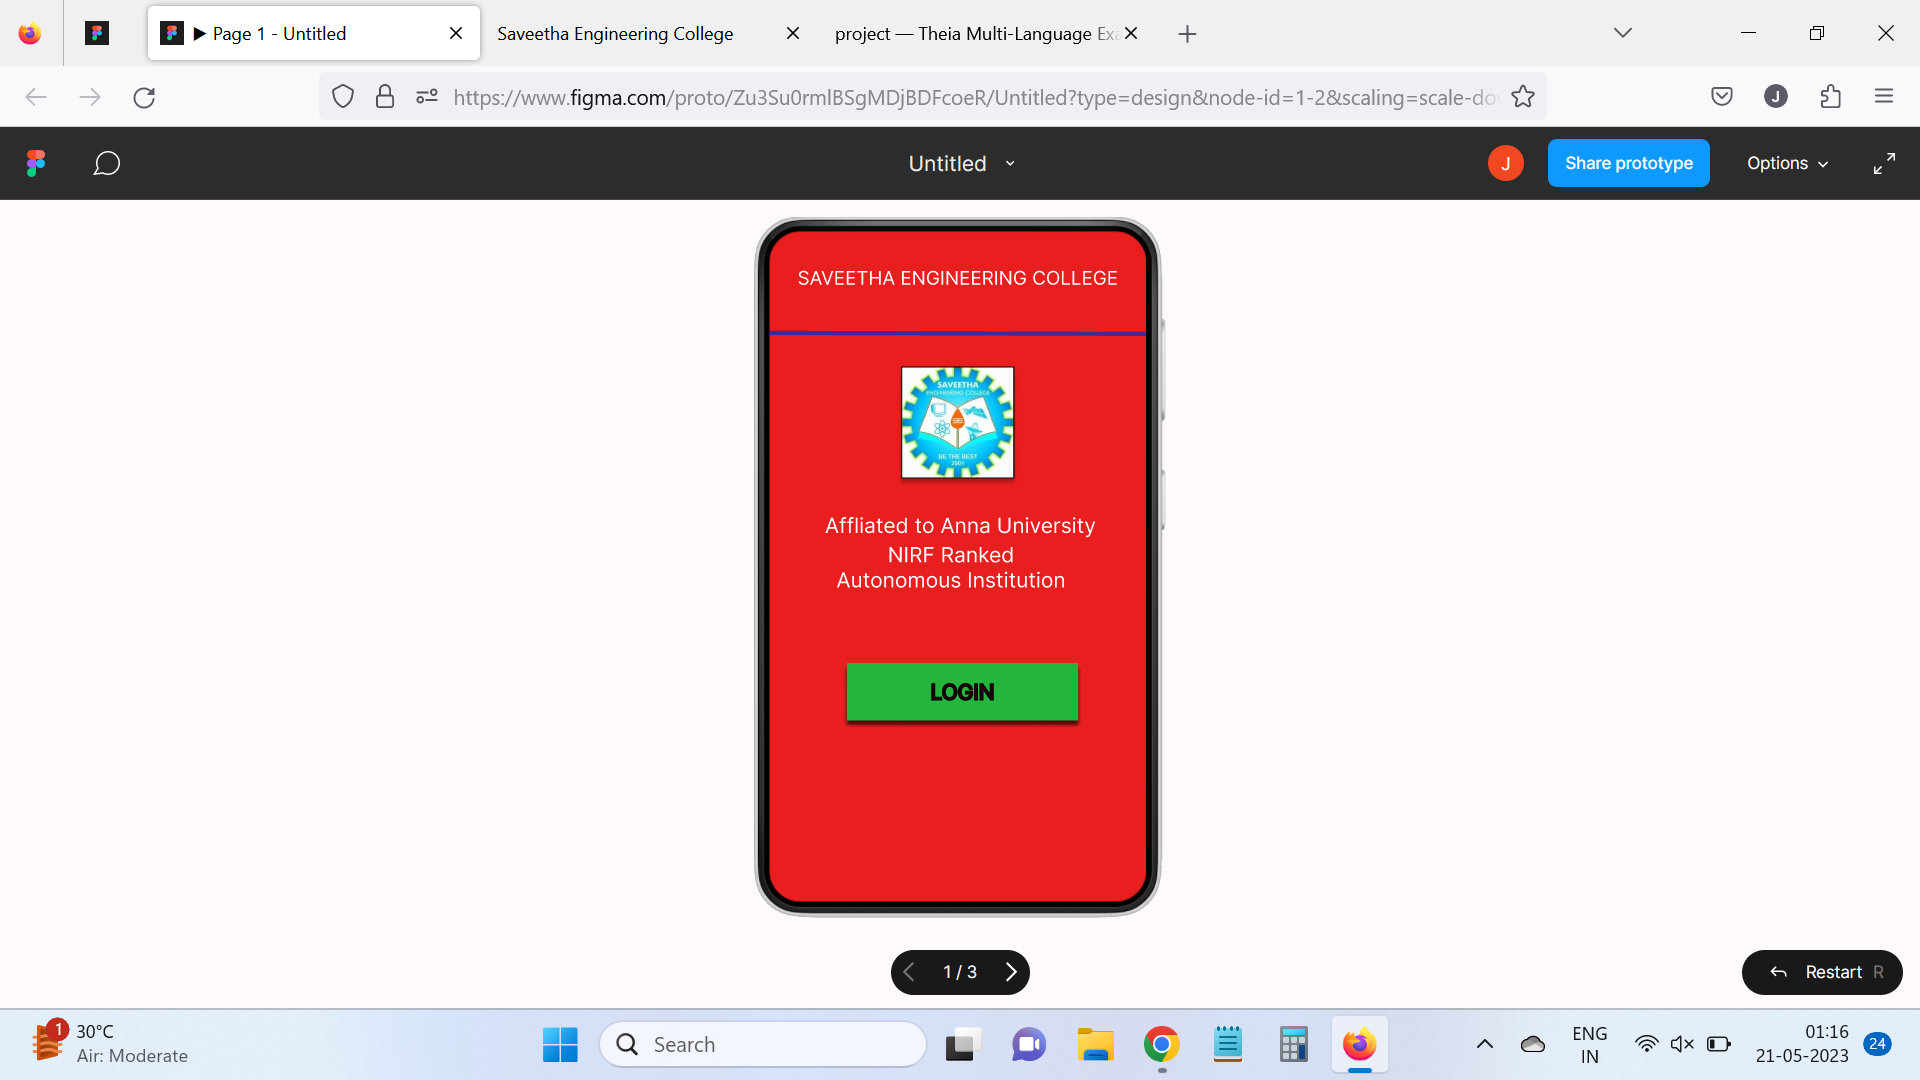 Page 1 - Untitled
Saveetha Engineering College
project — Theia Multi-Language Exa
https://www.figma.com/proto/Zu3Su0rmlBSgMDjBDFcoeR/Untitled?type=design&node-id=1-2&scaling=scale-do
J
Untitled
J
Share prototype
Options
SAVEETHA ENGINEERING COLLEGE
SAVEETHA
ENGINEERING COLLEGE
BE THE BEST
2001
Affliated to Anna University
NIRF Ranked
Autonomous Institution
LOGIN
1 / 3
Restart R
1
30°C
Air: Moderate
Search
ENG
IN
01:16
21-05-2023
24